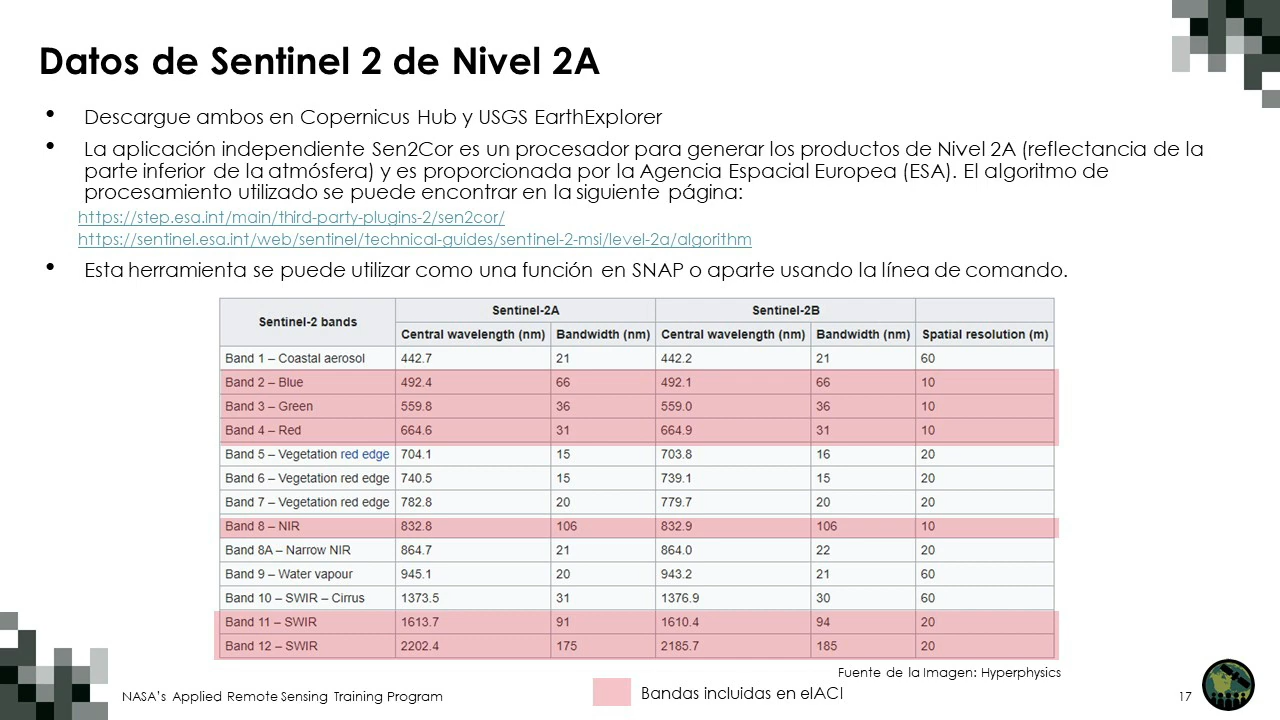 Datos de Sentinel 2 de Nivel 2A
• Descargue ambos en Copernicus Hub y USGS EarthExplorer
• La aplicación independiente Sen2Cor es un procesador para generar los productos de Nivel 2A (reflectancia de la
parte inferior de la atmósfera) y es proporcionada por la Agencia Espacial Europea (ESA). El algoritmo de
procesamiento utilizado se puede encontrar en la siguiente página:
https://step.esa.int/main/third-party-plugins-2/sen2cor/
https://sentinel.esa.int/web/sentinel/technical-guides/sentinel-2-msi/level-2a/algorithm
• Esta herramienta se puede utilizar como una función en SNAP o aparte usando la línea de comando.
Sentinel-2 bands Sentinel-2A Sentinel-2B
Central wavelength (nm) Bandwidth (nm) Central wavelength (nm) Bandwidth (nm) Spatial resolution (m)
Band 1 – Coastal aerosol 442.7 21 442.2 21 60
Band 2 – Blue 492.4 66 492.1 66 10
Band 3 – Green 559.8 36 559.0 36 10
Band 4 – Red 664.6 31 664.9 31 10
Band 5 – Vegetation red edge 704.1 15 703.8 16 20
Band 6 – Vegetation red edge 740.5 15 739.1 15 20
Band 7 – Vegetation red edge 782.8 20 779.7 20 20
Band 8 – NIR 832.8 106 832.9 106 10
Band 8A – Narrow NIR 864.7 21 864.0 22 20
Band 9 – Water vapour 945.1 20 943.2 21 60
Band 10 – SWIR – Cirrus 1373.5 31 1376.9 30 60
Band 11 – SWIR 1613.7 91 1610.4 94 20
Band 12 – SWIR 2202.4 175 2185.7 185 20
Fuente de la Imagen: Hyperphysics
Bandas incluidas en elACI
NASA's Applied Remote Sensing Training Program
17